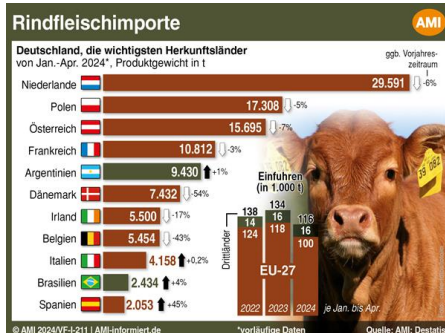 Rindfleischimporte
AMI
Deutschland, die wichtigsten Herkunftsländer
von Jan.-Apr. 2024*, Produktgewicht in t
ggb. Vorjahres-
zeitraum
Niederlande 29.591 -6%
Polen 17.308 -5%
Österreich 15.695 -7%
Frankreich 10.812 -3%
Argentinien 9.430 +1%
Dänemark 7.432 -54%
Irland 5.500 -17%
Belgien 5.454 -43%
Italien 4.158 +0,2%
Brasilien 2.434 +4%
Spanien 2.053 +45%
Einfuhren
(in 1.000 t)
138 134 116
14 16 16
124 118 100
Drittländer
EU-27
2022 2023 2024 je Jan. bis Apr.
© AMI 2024/VF-I-211 | AMI-informiert.de *vorläufige Daten Quelle: AMI; Destatis